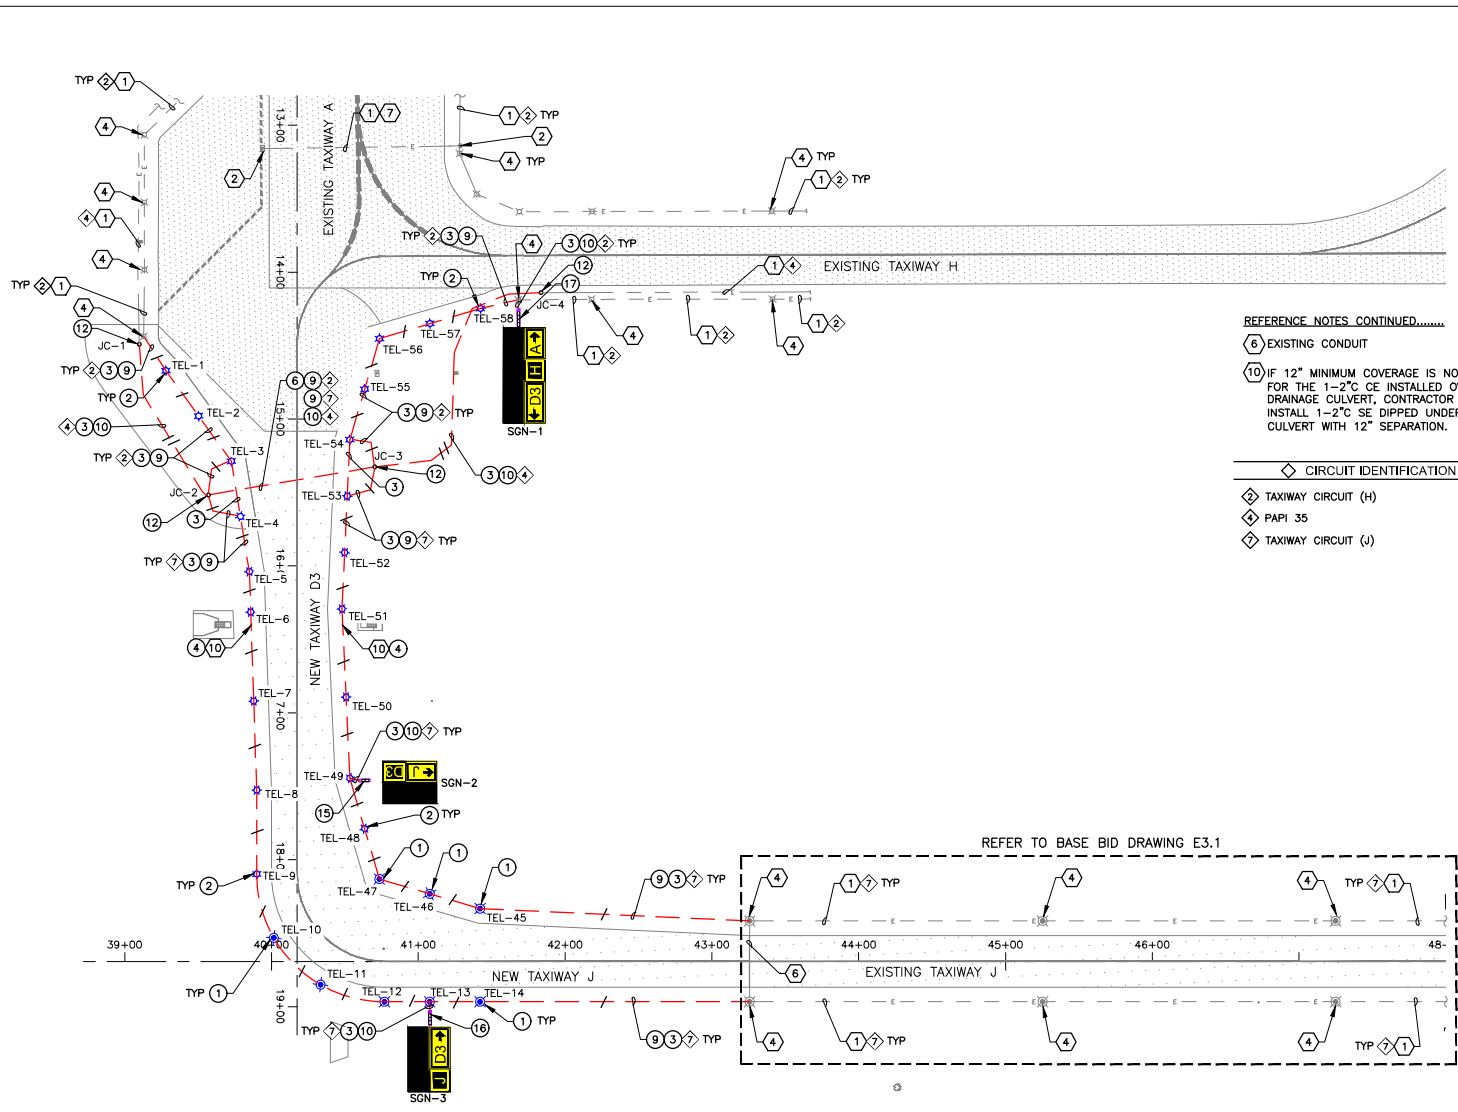 TYP 2 1
4
4
4 1
4
TYP 2 1
4
12
JC-1
TYP 2 3 9
TYP 2
TEL-1
TEL-2
4 3 10
TYP 2 3 9
TEL-3
JC-2
12
3
TEL-4
TYP 7 3 9
TEL-5
TEL-6
4 10
TEL-7
TEL-8
TEL-9
TYP 2
TEL-10
TYP 1
TEL-11
TEL-12
TEL-13
TEL-14
1 TYP
TYP 7 3 10
16
J D3
SGN-3
13+00
14+00
15+00
EXISTING TAXIWAY A
NEW TAXIWAY D3
1 7
2
1 2 TYP
2
4 TYP
4 TYP
1 2 TYP
TYP 2 3 9
4
3 10 2 TYP
12
17
TYP 2
JC-4
1 4
EXISTING TAXIWAY H
TEL-58
TEL-57
TEL-56
TEL-55
TEL-54
TEL-53
TEL-52
TEL-51
TEL-50
TEL-49
TEL-48
TEL-47
TEL-46
TEL-45
D3 H A
SGN-1
1 2
4
1 2
4
1 2
6 9 2
9 7
10 4
3 9 2 TYP
JC-3
12
3
3 10 4
3 9 7 TYP
10 4
3 10 7 TYP
D3 J
SGN-2
15
2 TYP
1
1
1
9 3 7 TYP
9 3 7 TYP
REFERENCE NOTES CONTINUED........
6 EXISTING CONDUIT
10 IF 12" MINIMUM COVERAGE IS NO
FOR THE 1-2"C CE INSTALLED O
DRAINAGE CULVERT, CONTRACTOR
INSTALL 1-2"C SE DIPPED UNDER
CULVERT WITH 12" SEPARATION.
CIRCUIT IDENTIFICATION
2 TAXIWAY CIRCUIT (H)
4 PAPI 35
7 TAXIWAY CIRCUIT (J)
REFER TO BASE BID DRAWING E3.1
4
1 7 TYP
4
4
TYP 7 1
39+00
40+00
41+00
42+00
43+00
44+00
45+00
46+00
48-
19+00
NEW TAXIWAY J
6
EXISTING TAXIWAY J
4
1 7 TYP
4
4
TYP 7 1